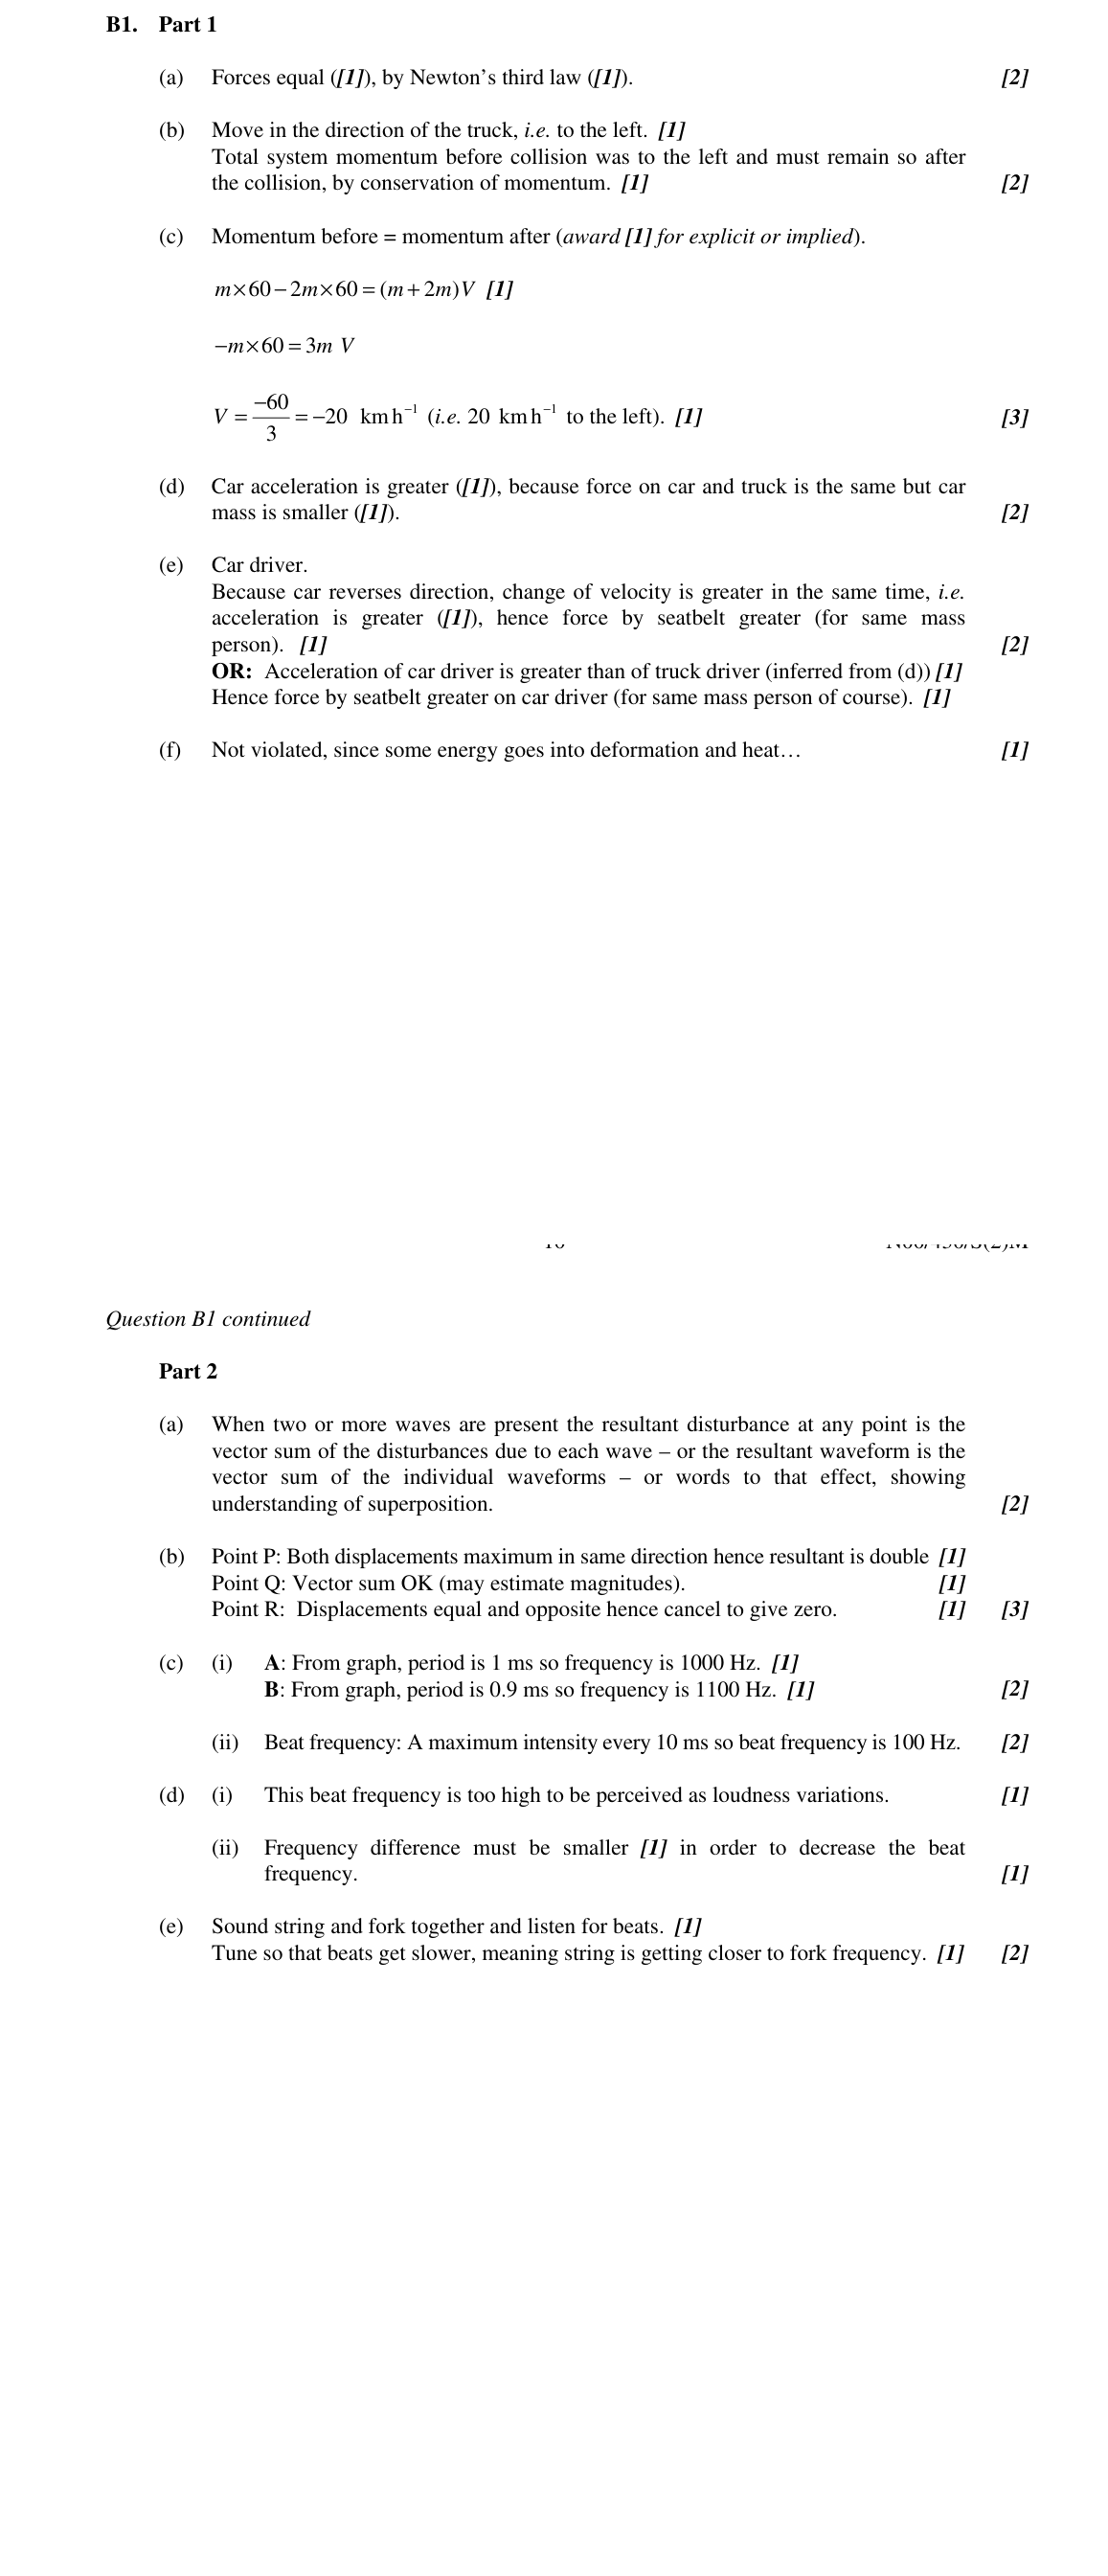 B1. Part 1
(a) Forces equal ([1]), by Newton's third law ([1]). [2]
(b) Move in the direction of the truck, i.e. to the left. [1]
Total system momentum before collision was to the left and must remain so after
the collision, by conservation of momentum. [1] [2]
(c) Momentum before = momentum after (award [1] for explicit or implied).
m×60−2m×60=(m+2m)V [1]
−m×60=3m V
V = −60/3 = −20 km h⁻¹ (i.e. 20 km h⁻¹ to the left). [1] [3]
(d) Car acceleration is greater ([1]), because force on car and truck is the same but car
mass is smaller ([1]). [2]
(e) Car driver.
Because car reverses direction, change of velocity is greater in the same time, i.e.
acceleration is greater ([1]), hence force by seatbelt greater (for same mass
person). [1] [2]
OR: Acceleration of car driver is greater than of truck driver (inferred from (d)) [1]
Hence force by seatbelt greater on car driver (for same mass person of course). [1]
(f) Not violated, since some energy goes into deformation and heat… [1]
Question B1 continued
Part 2
(a) When two or more waves are present the resultant disturbance at any point is the
vector sum of the disturbances due to each wave – or the resultant waveform is the
vector sum of the individual waveforms – or words to that effect, showing
understanding of superposition. [2]
(b) Point P: Both displacements maximum in same direction hence resultant is double [1]
Point Q: Vector sum OK (may estimate magnitudes). [1]
Point R: Displacements equal and opposite hence cancel to give zero. [1] [3]
(c) (i) A: From graph, period is 1 ms so frequency is 1000 Hz. [1]
B: From graph, period is 0.9 ms so frequency is 1100 Hz. [1] [2]
(ii) Beat frequency: A maximum intensity every 10 ms so beat frequency is 100 Hz. [2]
(d) (i) This beat frequency is too high to be perceived as loudness variations. [1]
(ii) Frequency difference must be smaller [1] in order to decrease the beat
frequency. [1]
(e) Sound string and fork together and listen for beats. [1]
Tune so that beats get slower, meaning string is getting closer to fork frequency. [1] [2]